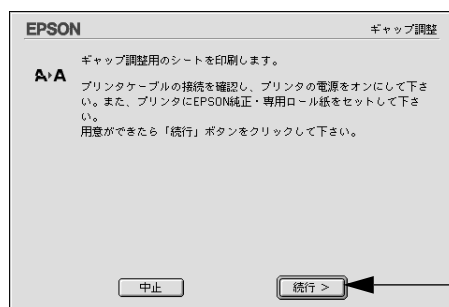 EPSON ギャップ調整
ギャップ調整用のシートを印刷します。
A›A
プリンタケーブルの接続を確認し、プリンタの電源をオンにして下さ
い。また、プリンタにEPSON純正・専用ロール紙をセットして下さ
い。
用意ができたら「続行」ボタンをクリックして下さい。
中止 続行 >